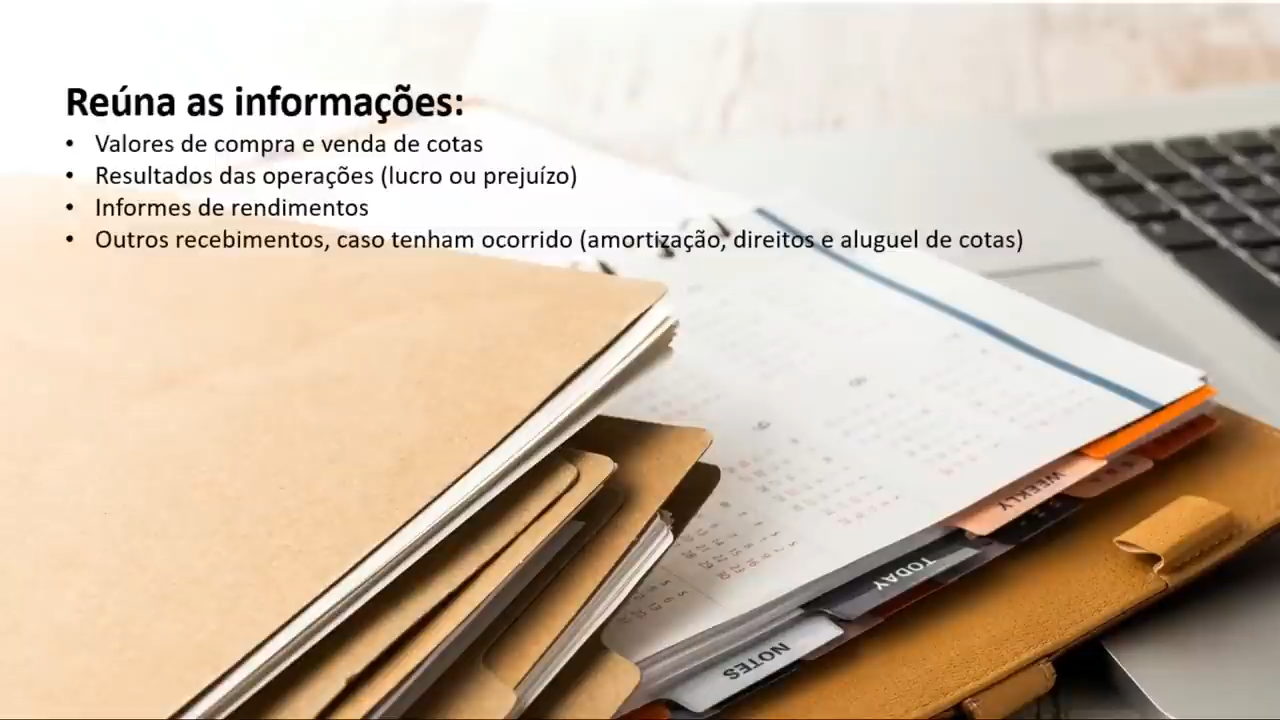 Reúna as informações:
• Valores de compra e venda de cotas
• Resultados das operações (lucro ou prejuízo)
• Informes de rendimentos
• Outros recebimentos, caso tenham ocorrido (amortização, direitos e aluguel de cotas)
WEEKLY
TODAY
NOTES